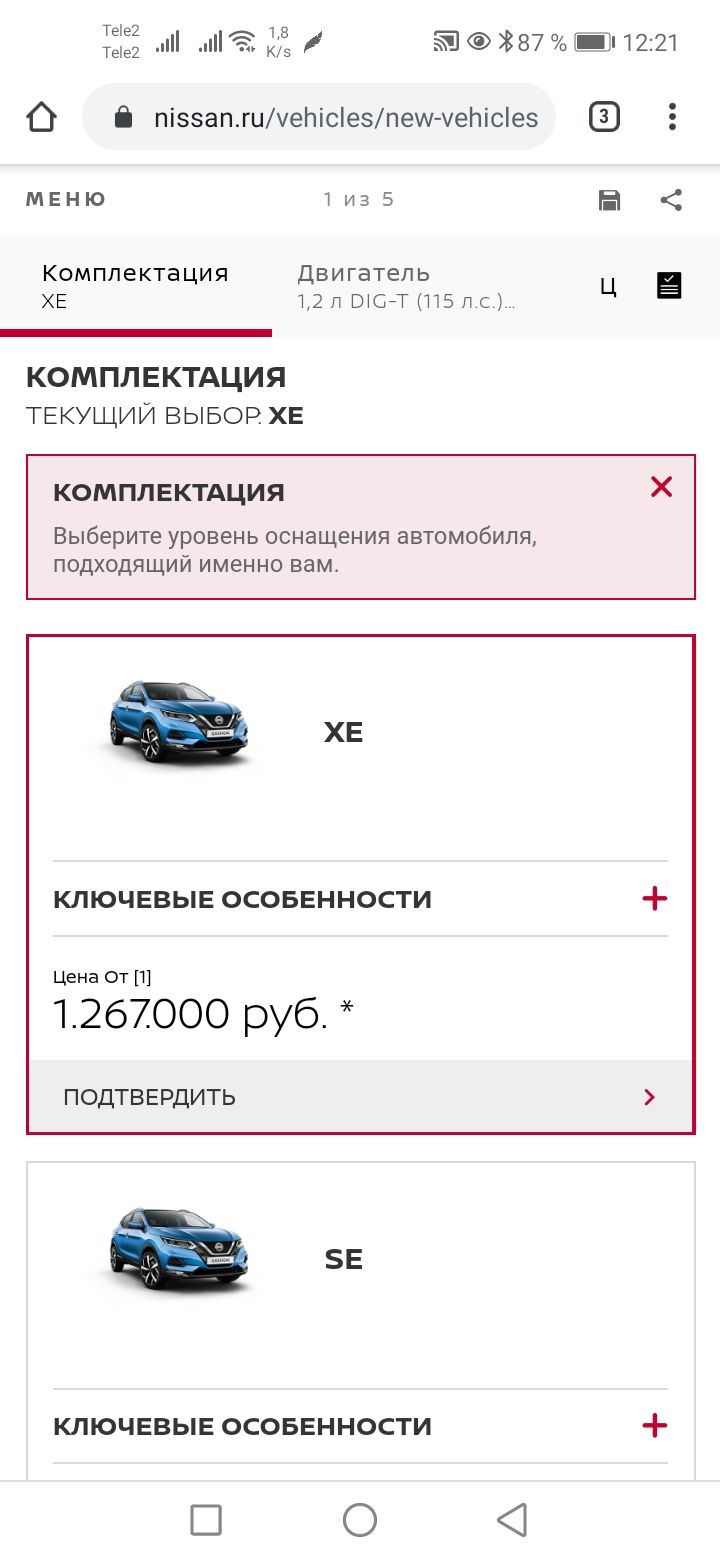 Tele2
Tele2
1,8
K/s
87 %
12:21
nissan.ru/vehicles/new-vehicles
3
МЕНЮ
1 из 5
Комплектация
XE
Двигатель
1,2 л DIG-T (115 л.с.)...
Ц
КОМПЛЕКТАЦИЯ
ТЕКУЩИЙ ВЫБОР: XE
КОМПЛЕКТАЦИЯ
Выберите уровень оснащения автомобиля,
подходящий именно вам.
QASHQAI
XE
КЛЮЧЕВЫЕ ОСОБЕННОСТИ
Цена От [1]
1.267.000 руб. *
ПОДТВЕРДИТЬ
QASHQAI
SE
КЛЮЧЕВЫЕ ОСОБЕННОСТИ